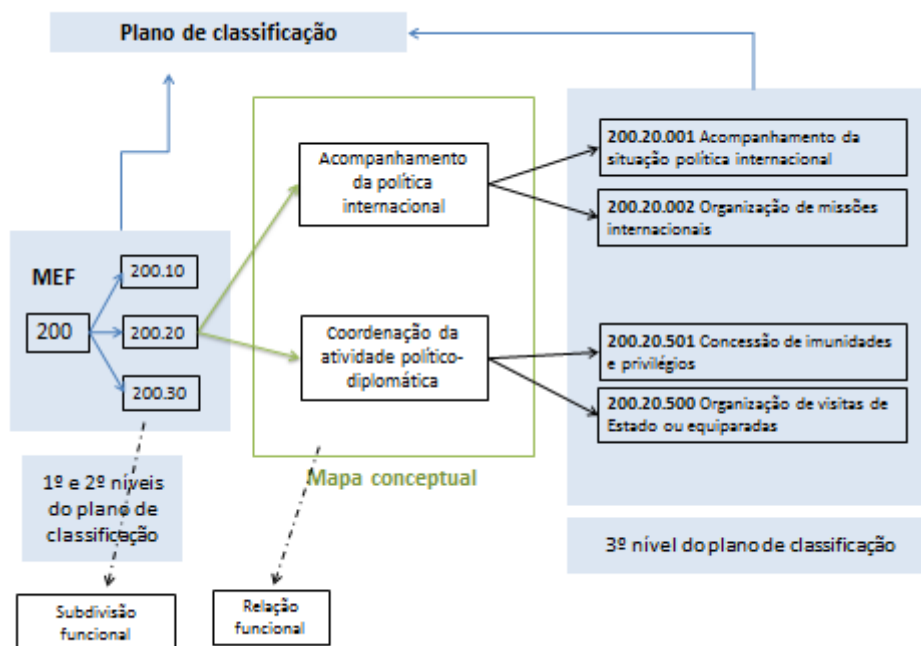 Plano de classificação
Acompanhamento
da política
internacional
200.20.001 Acompanhamento da
situação política internacional
200.20.002 Organização de missões
internacionais
MEF
200
200.10
200.20
200.30
Coordenação da
atividade político-
diplomática
200.20.501 Concessão de imunidades
e privilégios
200.20.500 Organização de visitas de
Estado ou equiparadas
Mapa conceptual
1º e 2º níveis
do plano de
classificação
3º nível do plano de classificação
Subdivisão
funcional
Relação
funcional